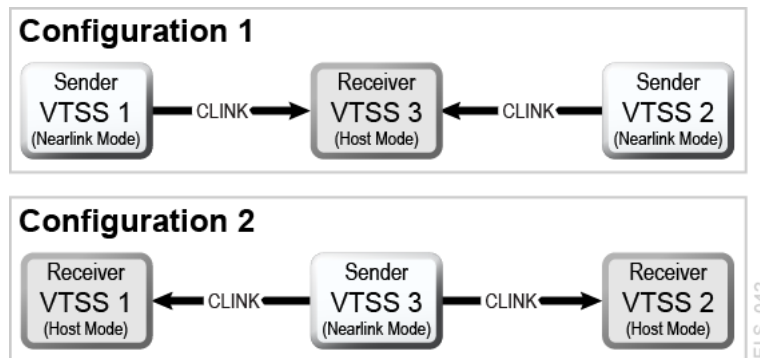 Configuration 1
Sender
VTSS 1
(Nearlink Mode)
CLINK
Receiver
VTSS 3
(Host Mode)
CLINK
Sender
VTSS 2
(Nearlink Mode)
Configuration 2
Receiver
VTSS 1
(Host Mode)
CLINK
Sender
VTSS 3
(Nearlink Mode)
CLINK
Receiver
VTSS 2
(Host Mode)